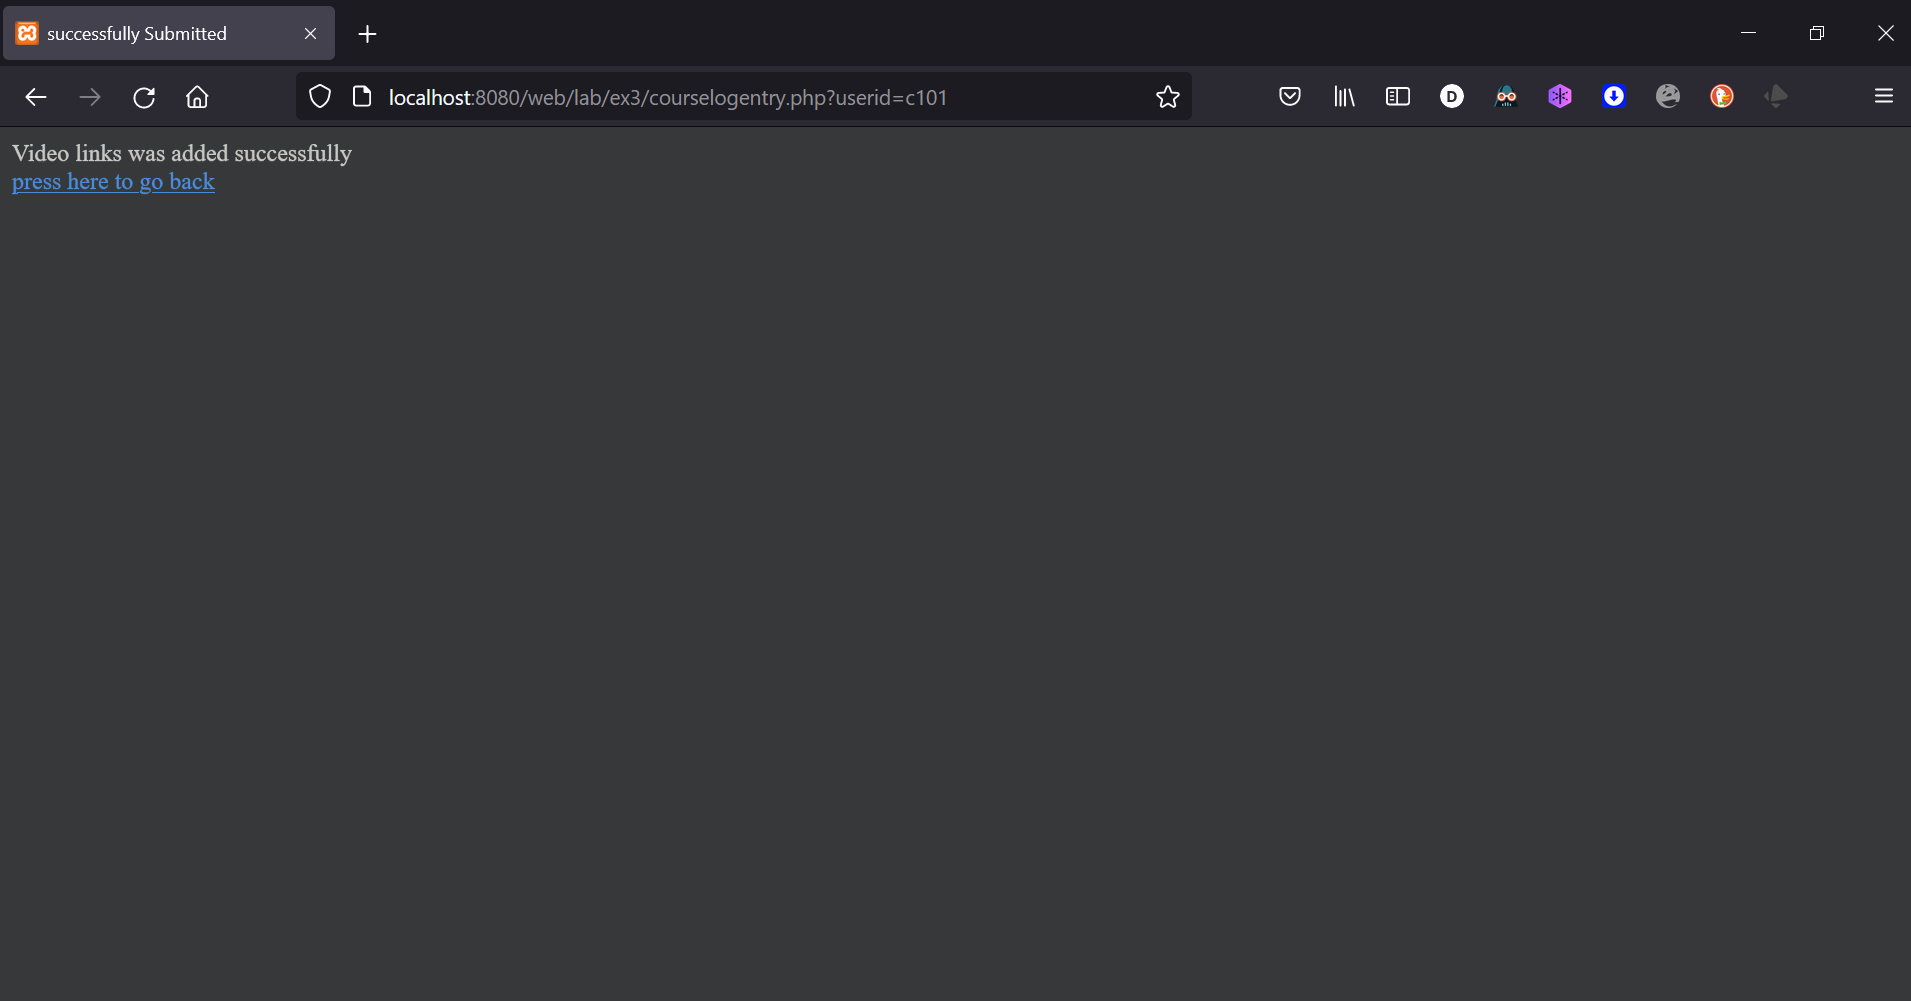 successfully Submitted
localhost:8080/web/lab/ex3/courselogentry.php?userid=c101
D
Video links was added successfully
press here to go back